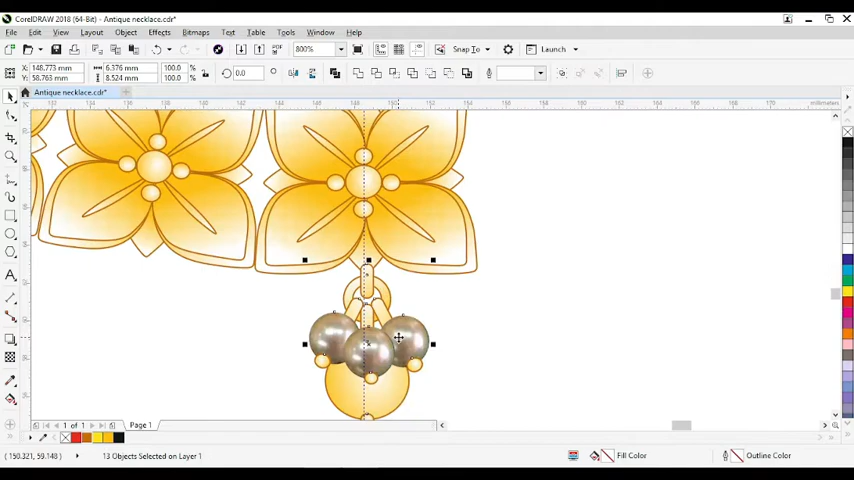 CorelDRAW 2018 (64-Bit) - Antique necklace.cdr*
File Edit View Layout Object Effects Bitmaps Text Table Tools Window Help
800% Snap To Launch
X: 148.773 mm 6.376 mm 100.0 %
Y: 58.763 mm 8.524 mm 100.0 %
0.0
Antique necklace.cdr*
millimeters
1 of 1 Page 1
(150.321, 59.148) 13 Objects Selected on Layer 1 Fill Color Outline Color